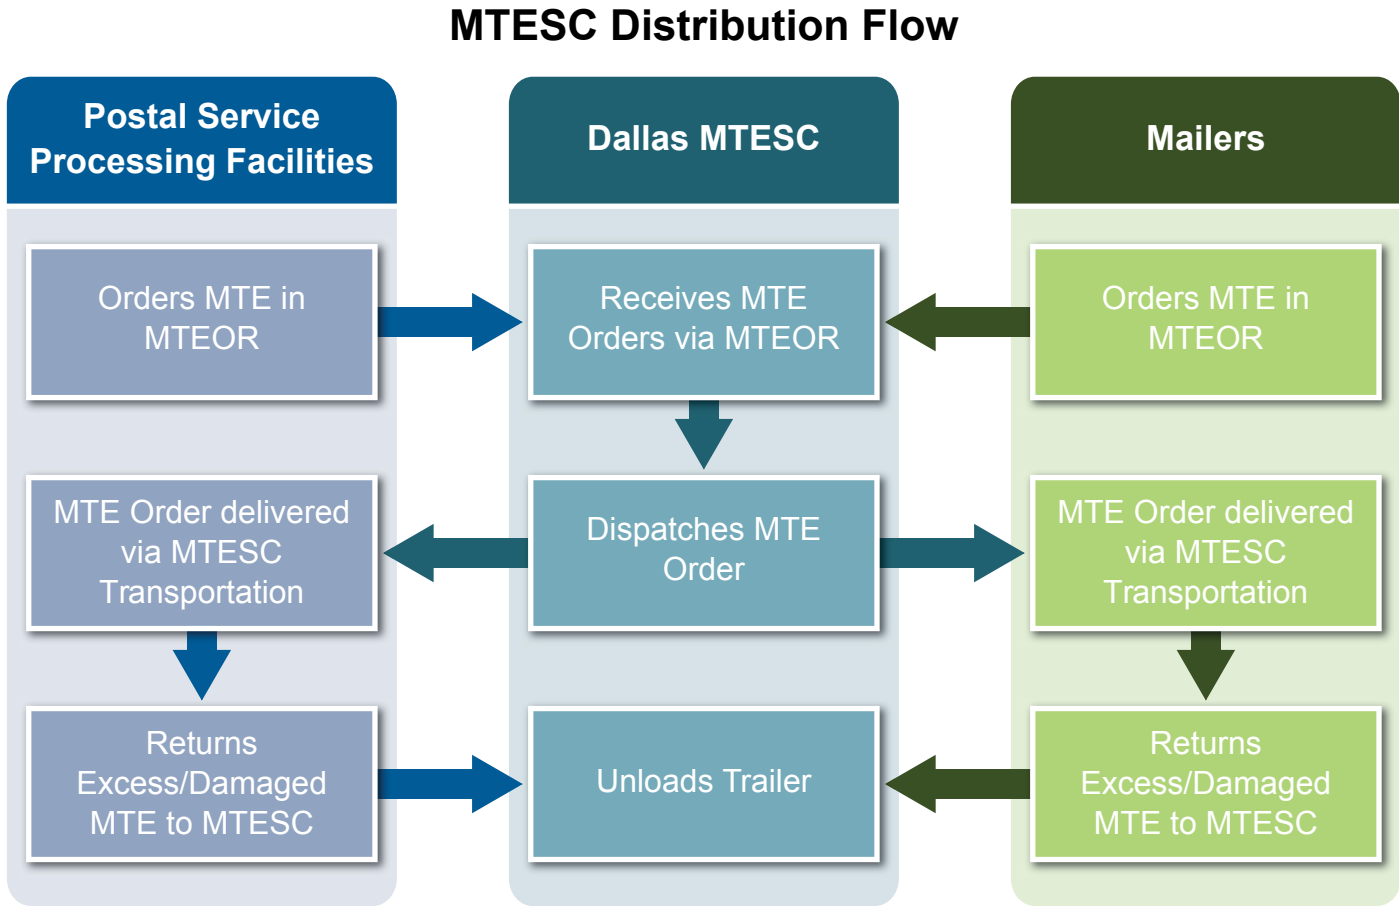 MTESC Distribution Flow
Postal Service
Processing Facilities
Dallas MTESC
Mailers
Orders MTE in
MTEOR
Receives MTE
Orders via MTEOR
Orders MTE in
MTEOR
MTE Order delivered
via MTESC
Transportation
Dispatches MTE
Order
MTE Order delivered
via MTESC
Transportation
Returns
Excess/Damaged
MTE to MTESC
Unloads Trailer
Returns
Excess/Damaged
MTE to MTESC